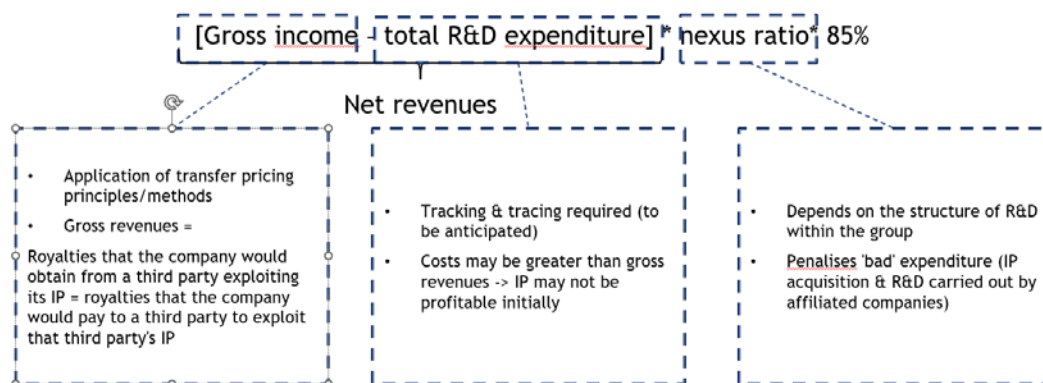 [Gross income - total R&D expenditure] * nexus ratio* 85%
Net revenues
• Application of transfer pricing
principles/methods
• Gross revenues =
Royalties that the company would
obtain from a third party exploiting
its IP = royalties that the company
would pay to a third party to exploit
that third party's IP
• Tracking & tracing required (to
be anticipated)
• Costs may be greater than gross
revenues -> IP may not be
profitable initially
• Depends on the structure of R&D
within the group
• Penalises 'bad' expenditure (IP
acquisition & R&D carried out by
affiliated companies)